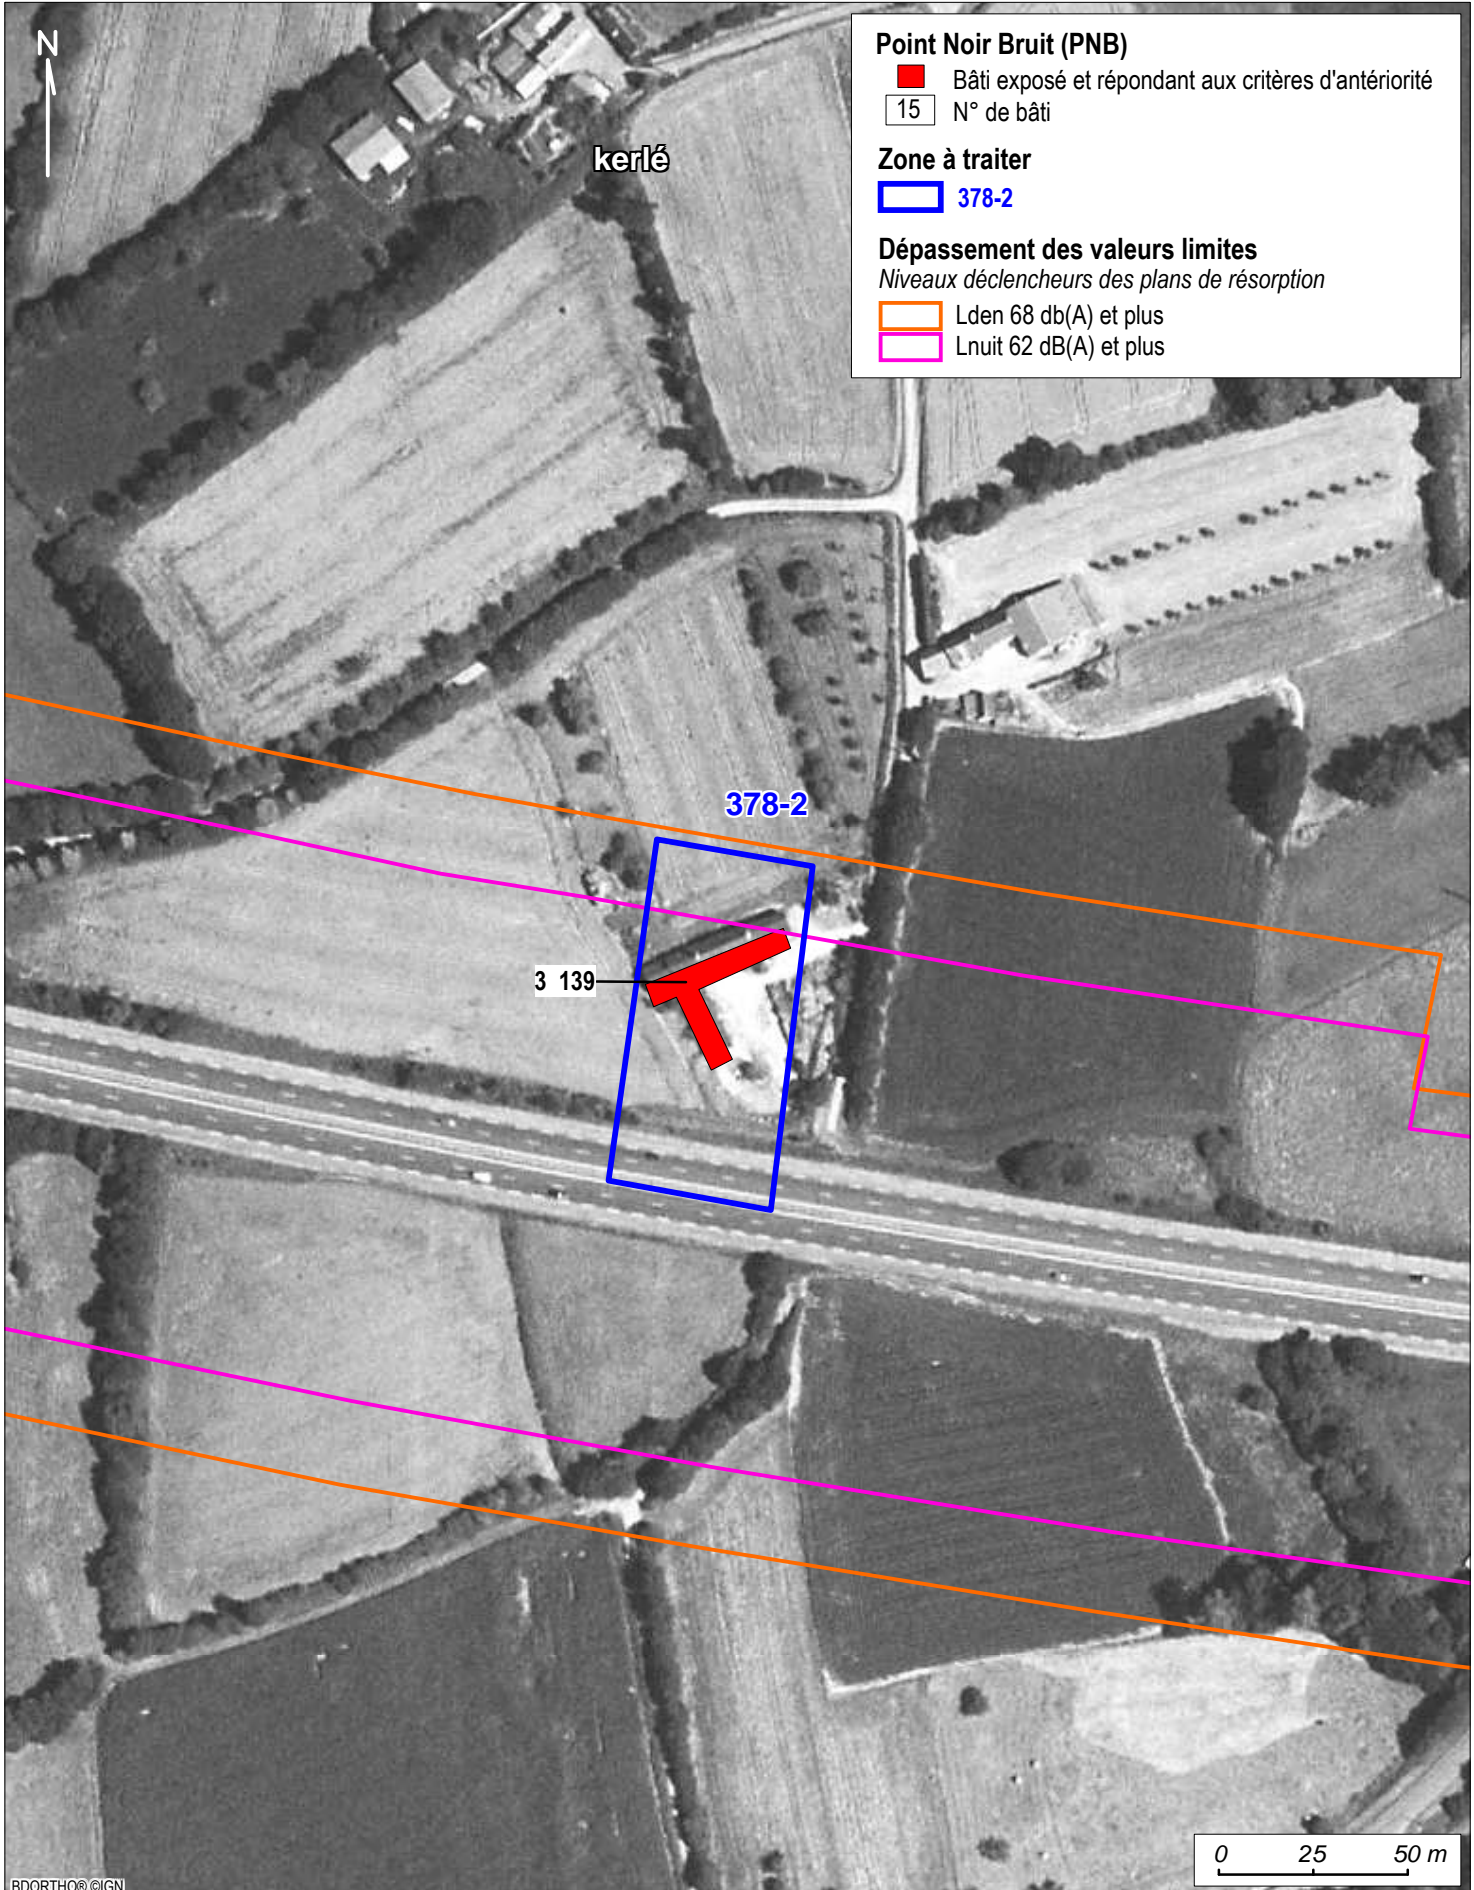 N
Point Noir Bruit (PNB)
Bâti exposé et répondant aux critères d'antériorité
15 N° de bâti
Zone à traiter
378-2
Dépassement des valeurs limites
Niveaux déclencheurs des plans de résorption
Lden 68 db(A) et plus
Lnuit 62 dB(A) et plus
kerlé
378-2
3 139
0 25 50 m
BDORTHO® ©IGN